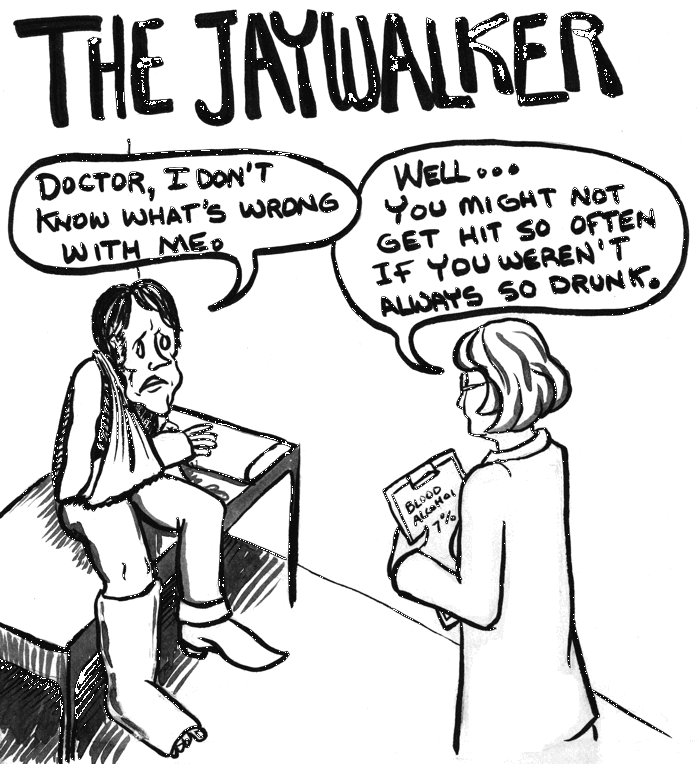 THE JAYWALKER
DOCTOR, I DON'T
KNOW WHAT'S WRONG
WITH ME.
WELL...
YOU MIGHT NOT
GET HIT SO OFTEN
IF YOU WEREN'T
ALWAYS SO DRUNK.
BLOOD
ALCOHOL
7%